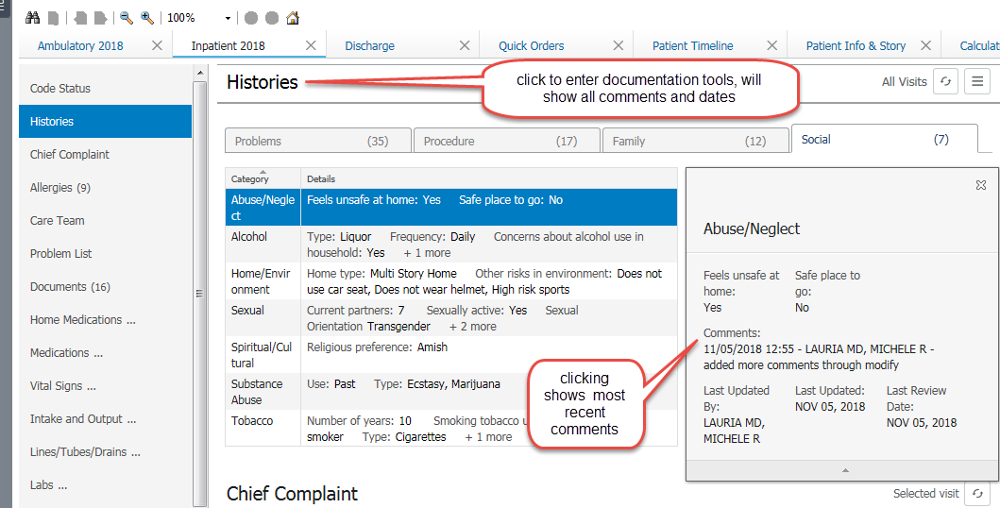 100%
Ambulatory 2018
Inpatient 2018
Discharge
Quick Orders
Patient Timeline
Patient Info & Story
Calculat
Code Status
Histories
Chief Complaint
Allergies (9)
Care Team
Problem List
Documents (16)
Home Medications ...
Medications ...
Vital Signs ...
Intake and Output ...
Lines/Tubes/Drains ...
Labs ...
Histories
click to enter documentation tools, will
show all comments and dates
All Visits
Problems (35)
Procedure (17)
Family (12)
Social (7)
Category Details
Abuse/Negle
ct
Feels unsafe at home: Yes Safe place to go: No
Alcohol
Type: Liquor Frequency: Daily Concerns about alcohol use in
household: Yes + 1 more
Home/Envir
onment
Home type: Multi Story Home Other risks in environment: Does not
use car seat, Does not wear helmet, High risk sports
Sexual
Current partners: 7 Sexually active: Yes Sexual
Orientation Transgender + 2 more
Spiritual/Cul
tural
Religious preference: Amish
Substance
Abuse
Use: Past Type: Ecstasy, Marijuana
Tobacco
Number of years: 10 Smoking tobacco u
smoker Type: Cigarettes + 1 more
clicking
shows most
recent
comments
Abuse/Neglect
Feels unsafe at
home:
Yes
Safe place to
go:
No
Comments:
11/05/2018 12:55 - LAURIA MD, MICHELE R -
added more comments through modify
Last Updated
By:
LAURIA MD,
MICHELE R
Last Updated:
NOV 05, 2018
Last Review
Date:
NOV 05, 2018
Chief Complaint
Selected visit